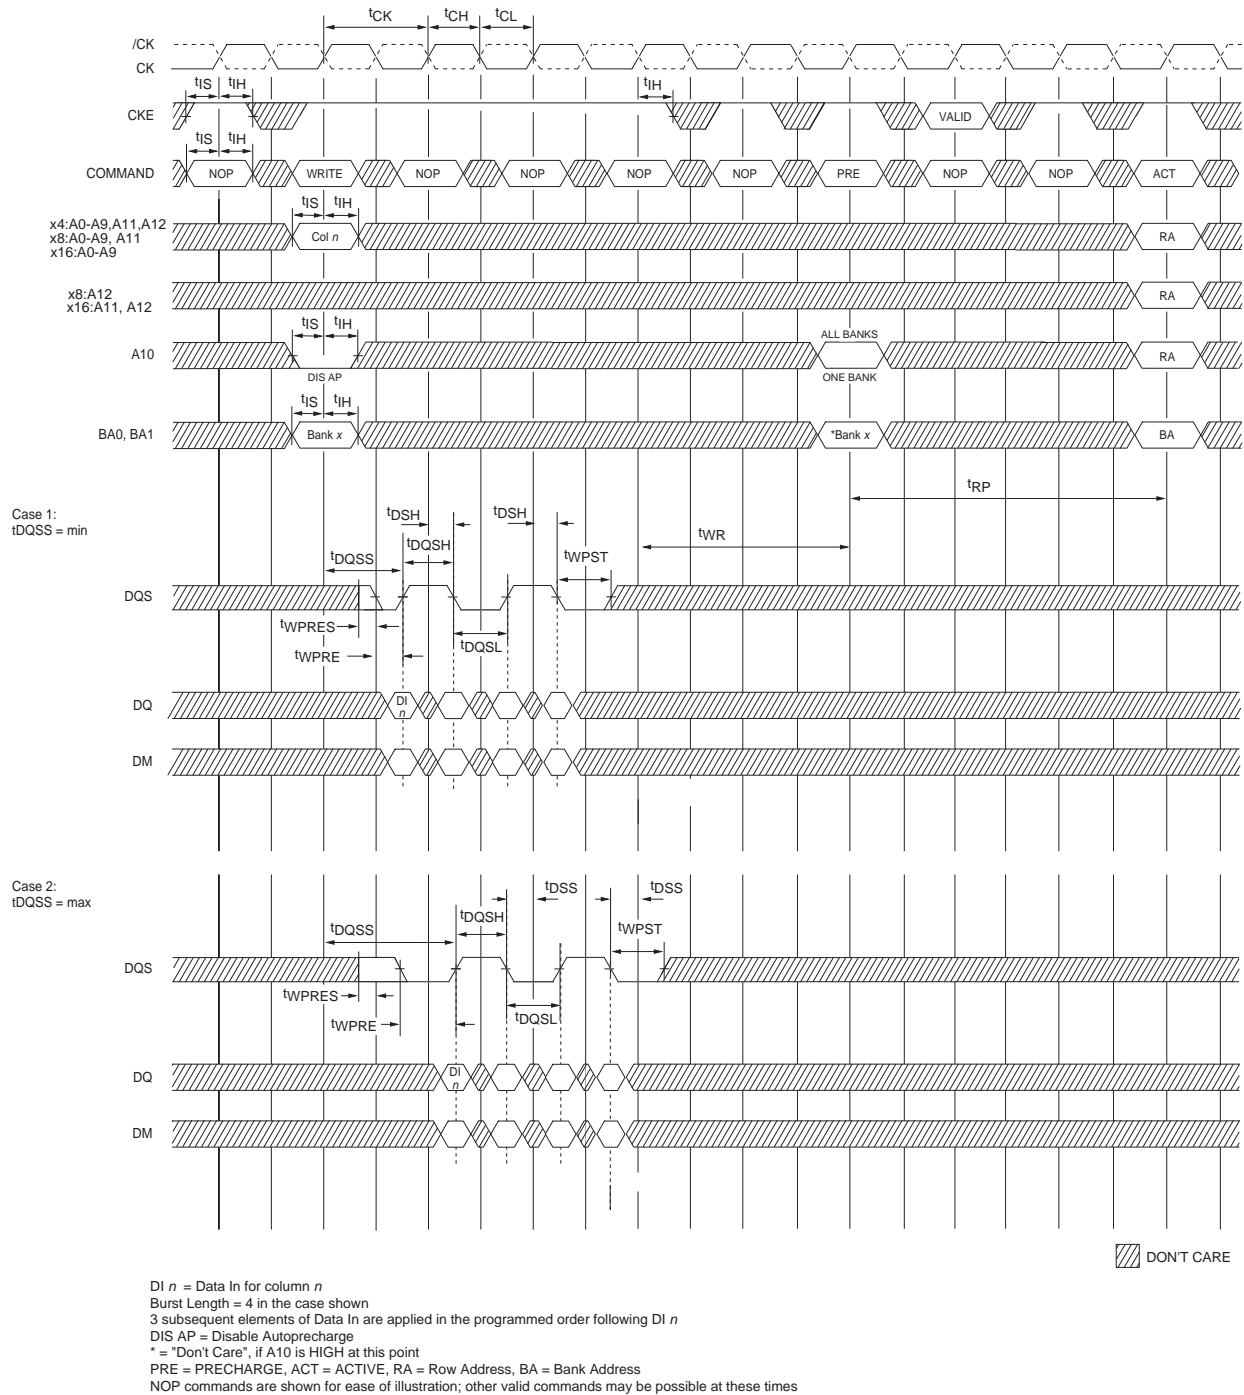 tCK tCH tCL
/CK
CK
tIS tIH tIH
CKE VALID
tIS tIH
COMMAND NOP WRITE NOP NOP NOP NOP PRE NOP NOP ACT
tIS tIH
x4:A0-A9,A11,A12
x8:A0-A9, A11
x16:A0-A9
Col n RA
x8:A12
x16:A11, A12
RA
tIS tIH ALL BANKS
A10 RA
DIS AP ONE BANK
tIS tIH
BA0, BA1 Bank x *Bank x BA
tRP
Case 1:
tDQSS = min
tDSH tDSH
tDQSH tWR
tDQSS tWPST
DQS
tWPRES tDQSL
tWPRE
DQ DI
n
DM
Case 2:
tDQSS = max
tDSS tDSS
tDQSH
tDQSS tWPST
DQS
tWPRES
tWPRE tDQSL
DQ DI
n
DM
DON'T CARE
DI n = Data In for column n
Burst Length = 4 in the case shown
3 subsequent elements of Data In are applied in the programmed order following DI n
DIS AP = Disable Autoprecharge
* = "Don't Care", if A10 is HIGH at this point
PRE = PRECHARGE, ACT = ACTIVE, RA = Row Address, BA = Bank Address
NOP commands are shown for ease of illustration; other valid commands may be possible at these times